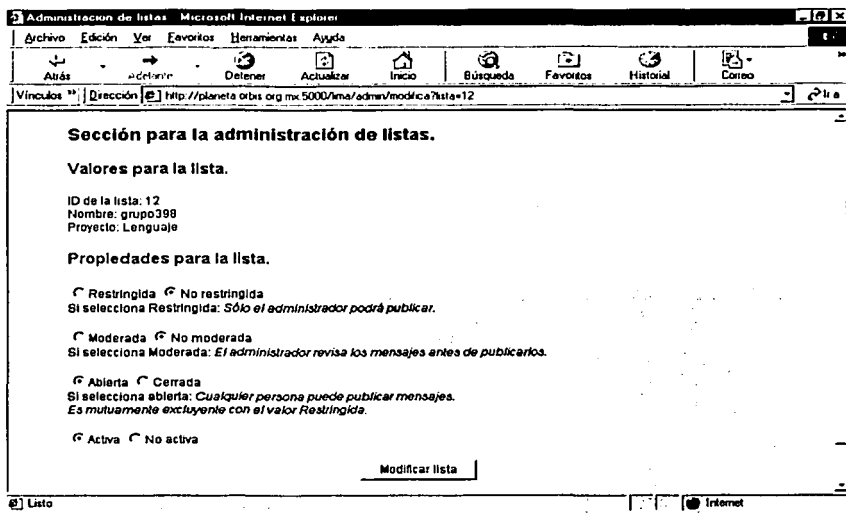 Administracion de listas Microsoft Internet Explorer
Archivo Edición Ver Favoritos Herramientas Ayuda
Atrás Adelante Detener Actualizar Inicio Búsqueda Favoritos Historial Correo »
Vínculos » Dirección http://planeta orbis org mx 5000/lima/admin/modifica?lista=12 Ir a
Sección para la administración de listas.
Valores para la lista.
ID de la lista: 12
Nombre: grupo398
Proyecto: Lenguaje
Propiedades para la lista.
Restringida No restringida
Si selecciona Restringida: Sólo el administrador podrá publicar.
Moderada No moderada
Si selecciona Moderada: El administrador revisa los mensajes antes de publicarlos.
Abierta Cerrada
Si selecciona abierta: Cualquier persona puede publicar mensajes.
Es mutuamente excluyente con el valor Restringida.
Activa No activa
Modificar lista
Listo Internet